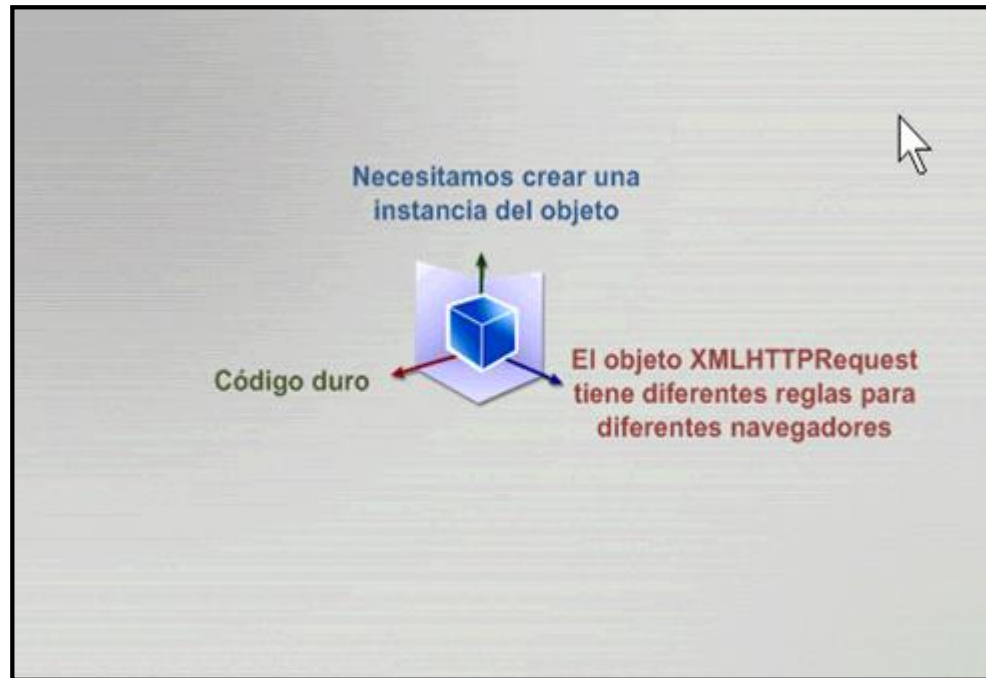 Necesitamos crear una
instancia del objeto
Código duro
El objeto XMLHTTPRequest
tiene diferentes reglas para
diferentes navegadores